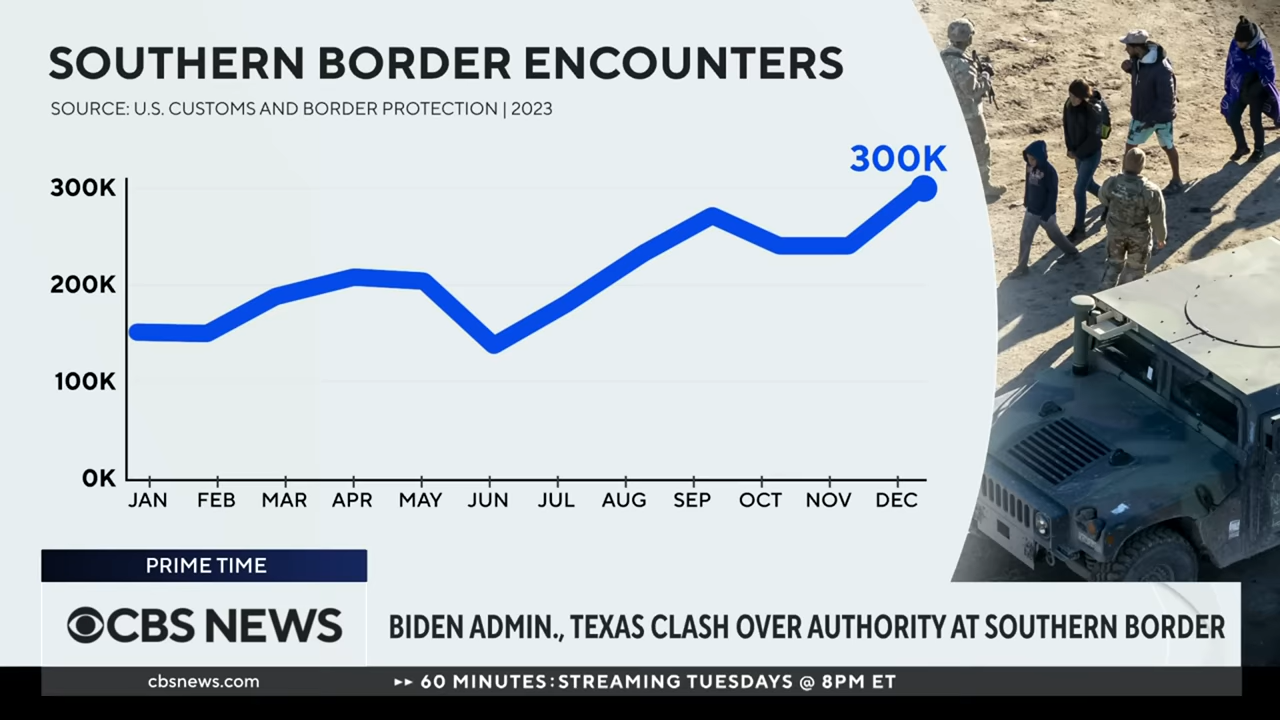 SOUTHERN BORDER ENCOUNTERS
SOURCE: U.S. CUSTOMS AND BORDER PROTECTION | 2023
300K
300K
200K
100K
0K
JAN FEB MAR APR MAY JUN JUL AUG SEP OCT NOV DEC
PRIME TIME
CBS NEWS
BIDEN ADMIN., TEXAS CLASH OVER AUTHORITY AT SOUTHERN BORDER
cbsnews.com
60 MINUTES: STREAMING TUESDAYS @ 8PM ET